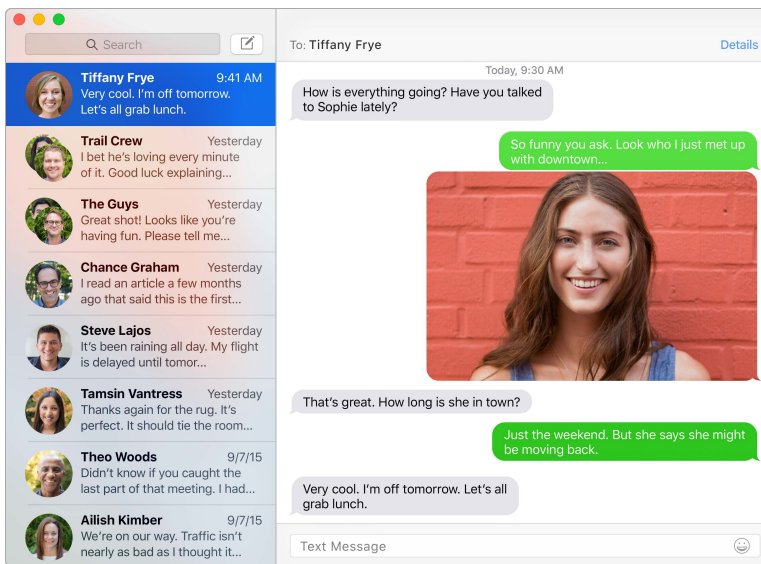 Search
Tiffany Frye 9:41 AM
Very cool. I'm off tomorrow.
Let's all grab lunch.
Trail Crew Yesterday
I bet he's loving every minute
of it. Good luck explaining...
The Guys Yesterday
Great shot! Looks like you're
having fun. Please tell me...
Chance Graham Yesterday
I read an article a few months
ago that said this is the first...
Steve Lajos Yesterday
It's been raining all day. My flight
is delayed until tomor...
Tamsin Vantress Yesterday
Thanks again for the rug. It's
perfect. It should tie the room...
Theo Woods 9/7/15
Didn't know if you caught the
last part of that meeting. I had...
Ailish Kimber 9/7/15
We're on our way. Traffic isn't
nearly as bad as I thought it...
To: Tiffany Frye Details
Today, 9:30 AM
How is everything going? Have you talked
to Sophie lately?
So funny you ask. Look who I just met up
with downtown...
That's great. How long is she in town?
Just the weekend. But she says she might
be moving back.
Very cool. I'm off tomorrow. Let's all
grab lunch.
Text Message